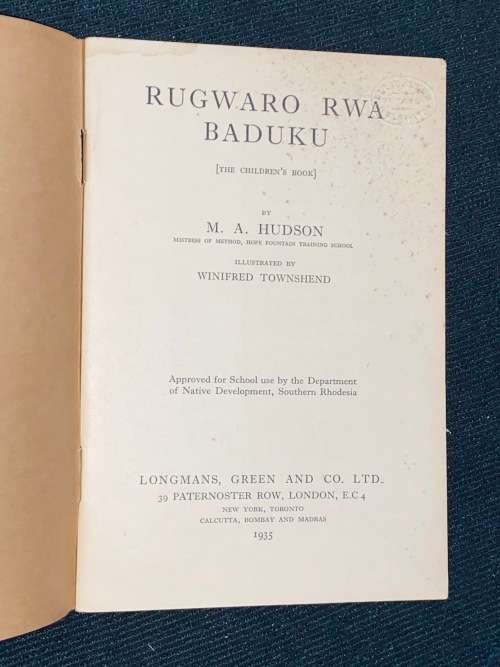 RUGWARO RWA
BADUKU
[THE CHILDREN'S BOOK]
BY
M. A. HUDSON
MISTRESS OF METHOD, HOPE FOUNTAIN TRAINING SCHOOL
ILLUSTRATED BY
WINIFRED TOWNSHEND
Approved for School use by the Department
of Native Development, Southern Rhodesia
LONGMANS, GREEN AND CO. LTD.
39 PATERNOSTER ROW, LONDON, E.C 4
NEW YORK, TORONTO
CALCUTTA, BOMBAY AND MADRAS
1935